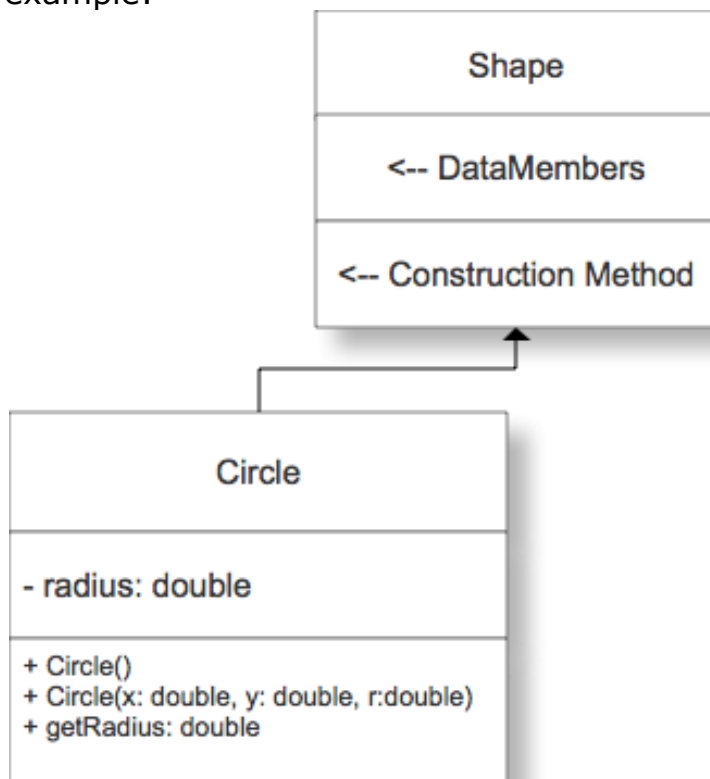 example:
Shape
<-- DataMembers
<-- Construction Method
Circle
- radius: double
+ Circle()
+ Circle(x: double, y: double, r:double)
+ getRadius: double